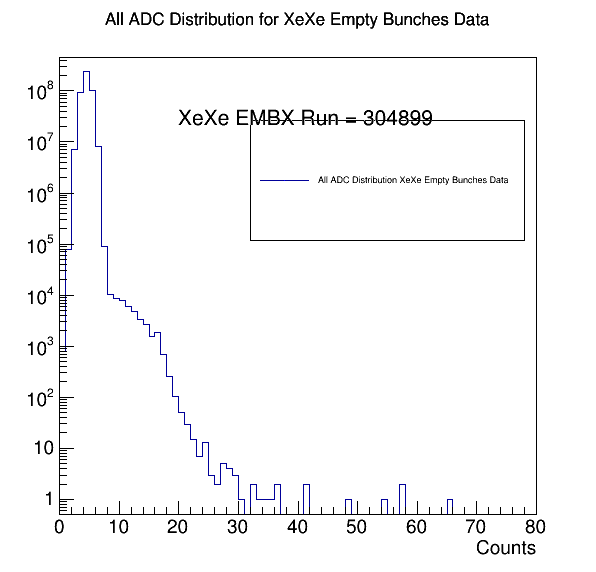 All ADC Distribution for XeXe Empty Bunches Data
XeXe EMBX Run = 304899
All ADC Distribution XeXe Empty Bunches Data
10^8
10^7
10^6
10^5
10^4
10^3
10^2
10
1
0 10 20 30 40 50 60 70 80
Counts